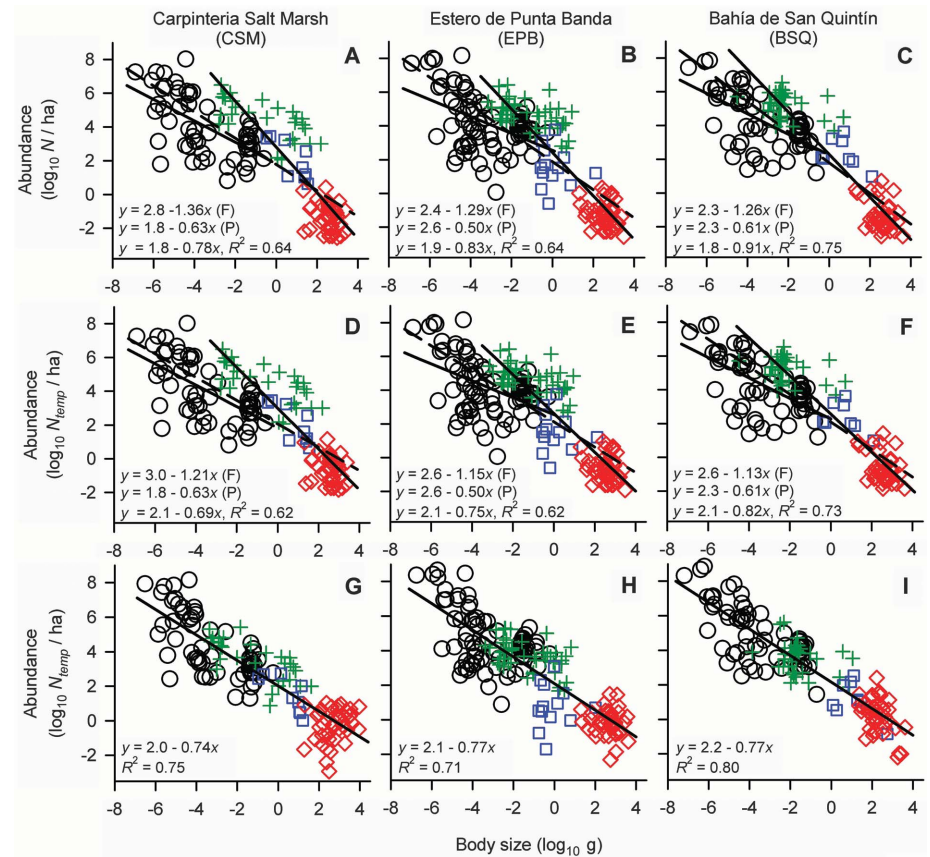 Carpinteria Salt Marsh
(CSM)
Estero de Punta Banda
(EPB)
Bahía de San Quintín
(BSQ)
Abundance
(log10 N / ha)
8
6
4
2
0
-2
A
y = 2.8 -1.36x (F)
y = 1.8 -0.63x (P)
y = 1.8 -0.78x, R2 = 0.64
B
y = 2.4 - 1.29x (F)
y = 2.6 - 0.50x (P)
y = 1.9 - 0.83x, R2 = 0.64
C
y = 2.3 - 1.26x (F)
y = 2.3 - 0.61x (P)
y = 1.8 - 0.91x, R2 = 0.75
-8 -6 -4 -2 0 2 4
-8 -6 -4 -2 0 2 4
-8 -6 -4 -2 0 2 4
Abundance
(log10 Ntemp / ha)
8
6
4
2
0
-2
D
y = 3.0 - 1.21x (F)
y = 1.8 - 0.63x (P)
y = 2.1 - 0.69x, R2 = 0.62
E
y = 2.6 - 1.15x (F)
y = 2.6 - 0.50x (P)
y = 2.1 - 0.75x, R2 = 0.62
F
y = 2.6 - 1.13x (F)
y = 2.3 - 0.61x (P)
y = 2.1 - 0.82x, R2 = 0.73
-8 -6 -4 -2 0 2 4
-8 -6 -4 -2 0 2 4
-8 -6 -4 -2 0 2 4
Abundance
(log10 Ntemp / ha)
8
6
4
2
0
-2
G
y = 2.0 - 0.74x
R2 = 0.75
H
y = 2.1 - 0.77x
R2 = 0.71
I
y = 2.2 - 0.77x
R2 = 0.80
-8 -6 -4 -2 0 2 4
-8 -6 -4 -2 0 2 4
-8 -6 -4 -2 0 2 4
Body size (log10 g)